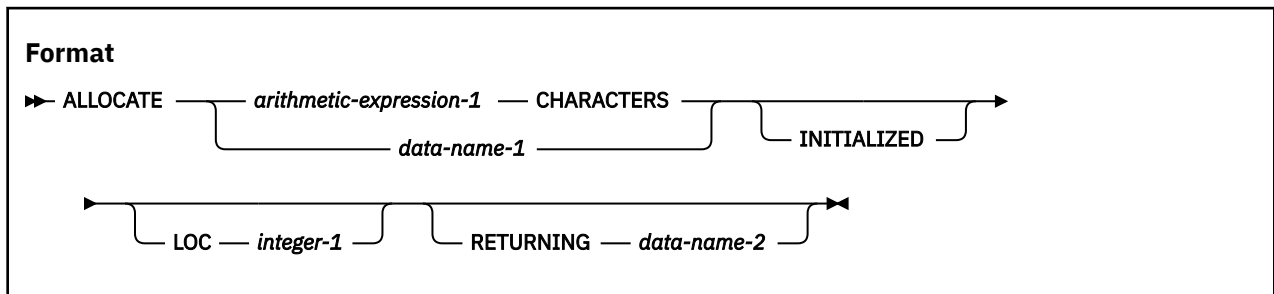 Format
ALLOCATE arithmetic-expression-1 CHARACTERS
data-name-1
INITIALIZED
LOC integer-1 RETURNING data-name-2